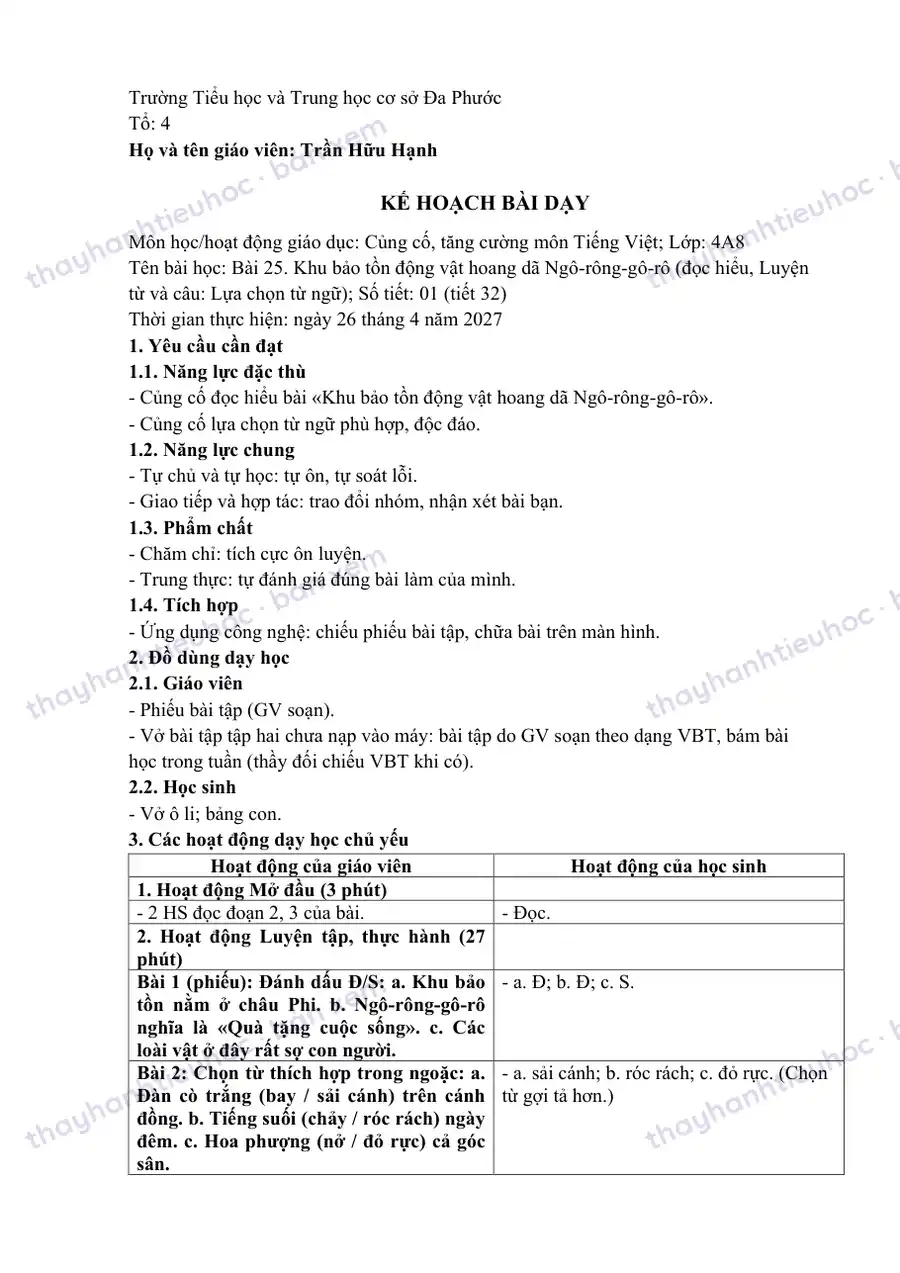 Trường Tiểu học và Trung học cơ sở Đa Phước
Tổ: 4
Họ và tên giáo viên: Trần Hữu Hạnh
KẾ HOẠCH BÀI DẠY
Môn học/hoạt động giáo dục: Củng cố, tăng cường môn Tiếng Việt; Lớp: 4A8
Tên bài học: Bài 25. Khu bảo tồn động vật hoang dã Ngô-rông-gô-rô (đọc hiểu, Luyện
từ và câu: Lựa chọn từ ngữ); Số tiết: 01 (tiết 32)
Thời gian thực hiện: ngày 26 tháng 4 năm 2027
1. Yêu cầu cần đạt
1.1. Năng lực đặc thù
- Củng cố đọc hiểu bài «Khu bảo tồn động vật hoang dã Ngô-rông-gô-rô».
- Củng cố lựa chọn từ ngữ phù hợp, độc đáo.
1.2. Năng lực chung
- Tự chủ và tự học: tự ôn, tự soát lỗi.
- Giao tiếp và hợp tác: trao đổi nhóm, nhận xét bài bạn.
1.3. Phẩm chất
- Chăm chỉ: tích cực ôn luyện.
- Trung thực: tự đánh giá đúng bài làm của mình.
1.4. Tích hợp
- Ứng dụng công nghệ: chiếu phiếu bài tập, chữa bài trên màn hình.
2. Đồ dùng dạy học
2.1. Giáo viên
- Phiếu bài tập (GV soạn).
- Vở bài tập tập hai chưa nạp vào máy: bài tập do GV soạn theo dạng VBT, bám bài
học trong tuần (thầy đối chiếu VBT khi có).
2.2. Học sinh
- Vở ô li; bảng con.
3. Các hoạt động dạy học chủ yếu
Hoạt động của giáo viên
Hoạt động của học sinh
1. Hoạt động Mở đầu (3 phút)
- 2 HS đọc đoạn 2, 3 của bài.
- Đọc.
2. Hoạt động Luyện tập, thực hành (27
phút)
Bài 1 (phiếu): Đánh dấu Đ/S: a. Khu bảo
tồn nằm ở châu Phi. b. Ngô-rông-gô-rô
nghĩa là «Quà tặng cuộc sống». c. Các
loài vật ở đây rất sợ con người.
- a. Đ; b. Đ; c. S.
Bài 2: Chọn từ thích hợp trong ngoặc: a.
Đàn cò trắng (bay / sải cánh) trên cánh
đồng. b. Tiếng suối (chảy / róc rách) ngày
đêm. c. Hoa phượng (nở / đỏ rực) cả góc
sân.
- a. sải cánh; b. róc rách; c. đỏ rực. (Chọn
từ gợi tả hơn.)
thayhanhtieuhoc · bản xem
thayhanhtieuhoc · b
thayhanhtieuhoc · bản xem
thayhanhtieuhoc · b
thayhanhtieuhoc · bản xem
thayhanhtieuhoc · b